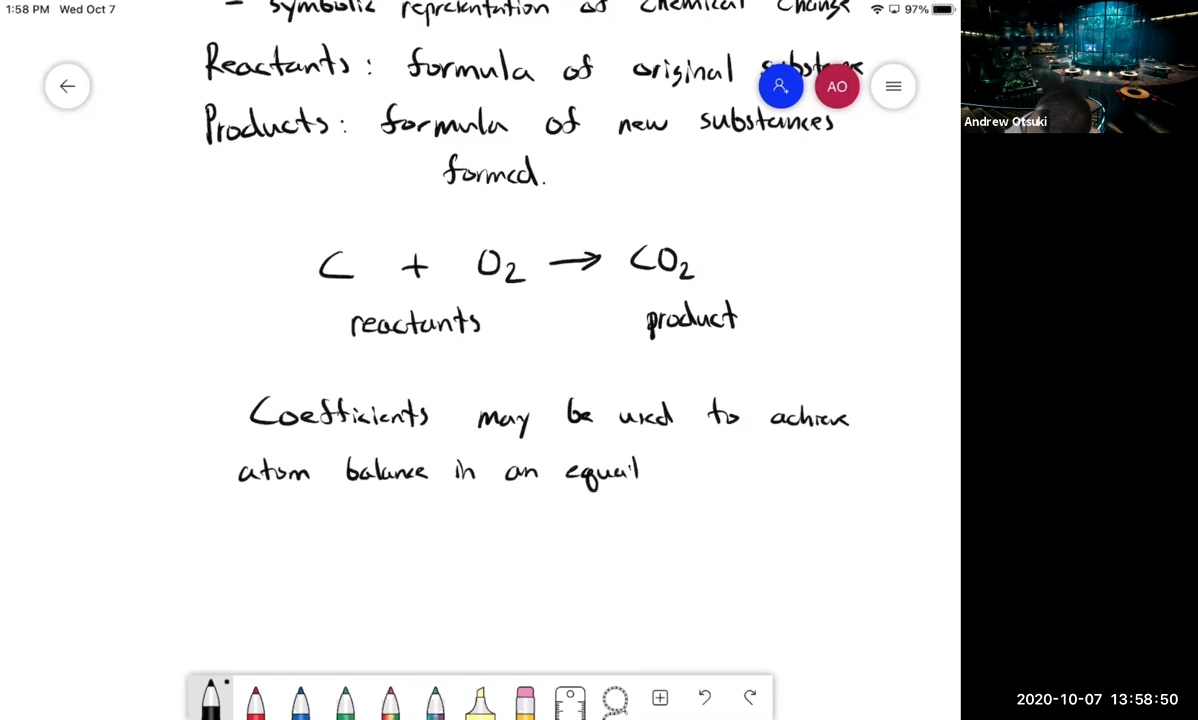 1:58 PM Wed Oct 7 97%
- symbolic representation of chemical change
Reactants: formula of original substance
AO
Andrew Otsuki
Products: formula of new substances
formed.
C + O2 → CO2
reactants product
Coefficients may be used to achieve
atom balance in an equati
2020-10-07 13:58:50